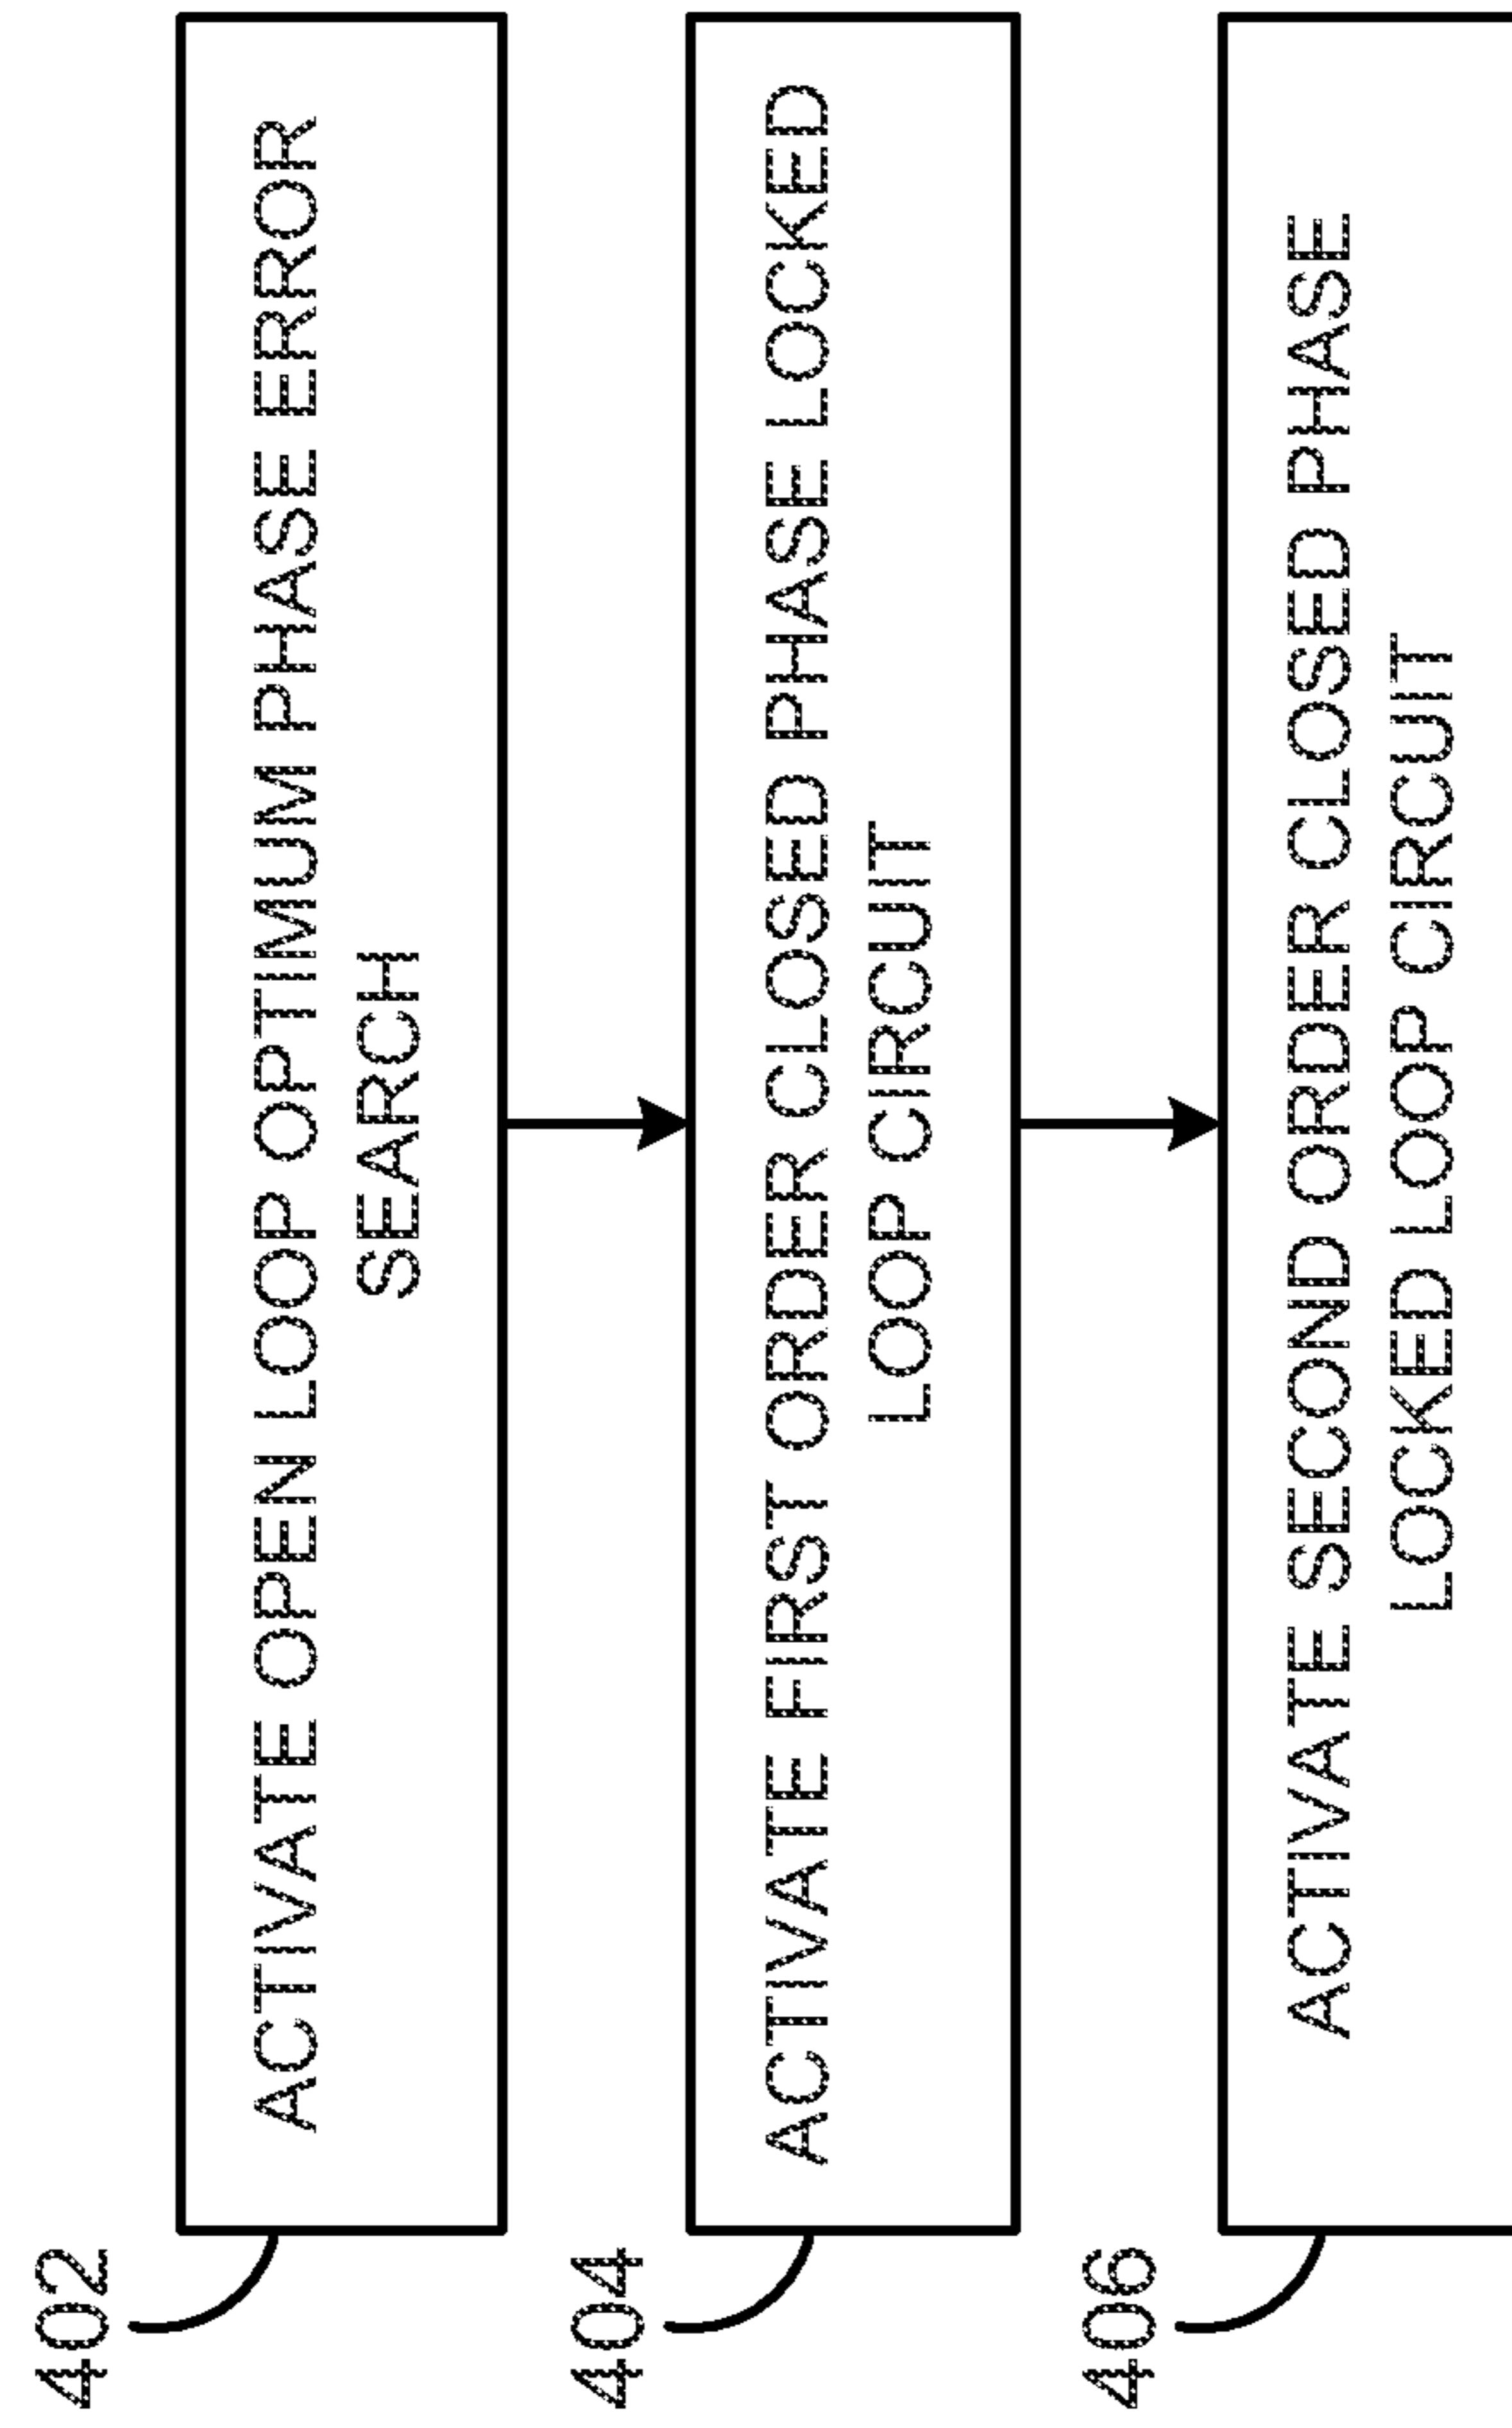 402
ACTIVATE OPEN LOOP OPTIMUM PHASE ERROR
SEARCH
404
ACTIVATE FIRST ORDER CLOSED PHASE LOCKED
LOOP CIRCUIT
406
ACTIVATE SECOND ORDER CLOSED PHASE
LOCKED LOOP CIRCUIT